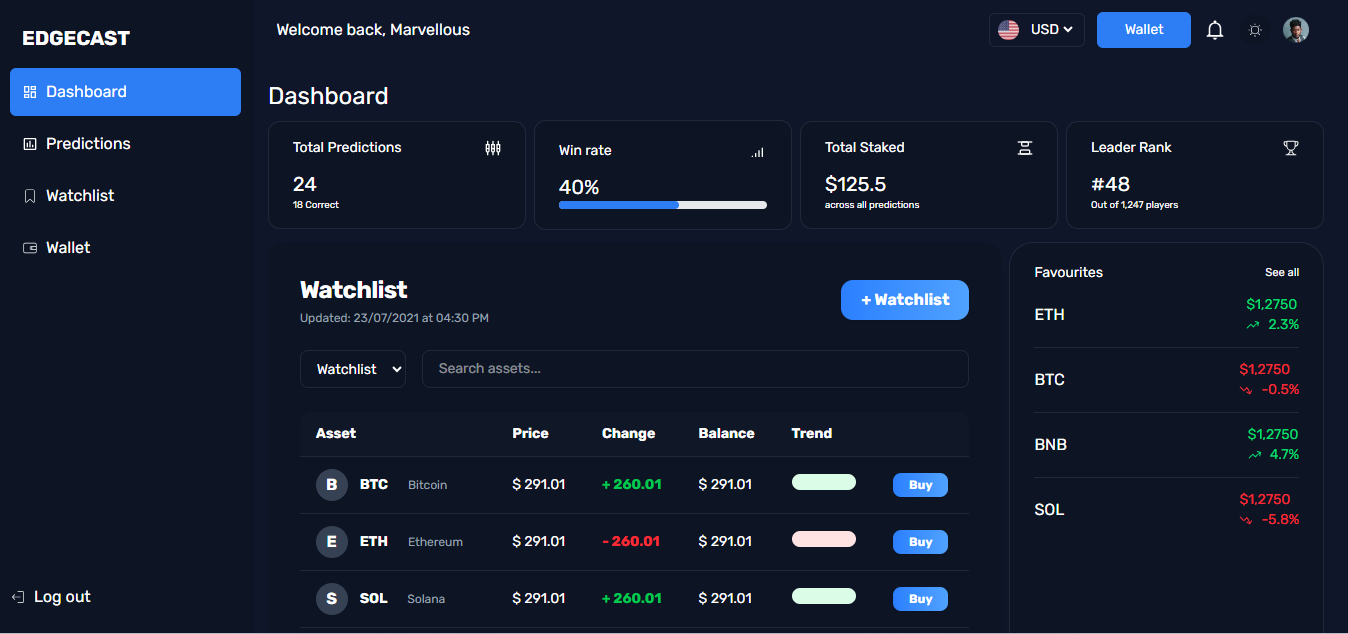 EDGECAST
Welcome back, Marvellous
USD
Wallet
Dashboard
Predictions
Watchlist
Wallet
Log out
Dashboard
Total Predictions
24
18 Correct
Win rate
40%
Total Staked
$125.5
across all predictions
Leader Rank
#48
Out of 1,247 players
Watchlist
Updated: 23/07/2021 at 04:30 PM
+ Watchlist
Watchlist
Search assets...
Asset Price Change Balance Trend
B BTC Bitcoin $ 291.01 + 260.01 $ 291.01 Buy
E ETH Ethereum $ 291.01 - 260.01 $ 291.01 Buy
S SOL Solana $ 291.01 + 260.01 $ 291.01 Buy
Favourites See all
ETH
$1,2750
2.3%
BTC
$1,2750
-0.5%
BNB
$1,2750
4.7%
SOL
$1,2750
-5.8%